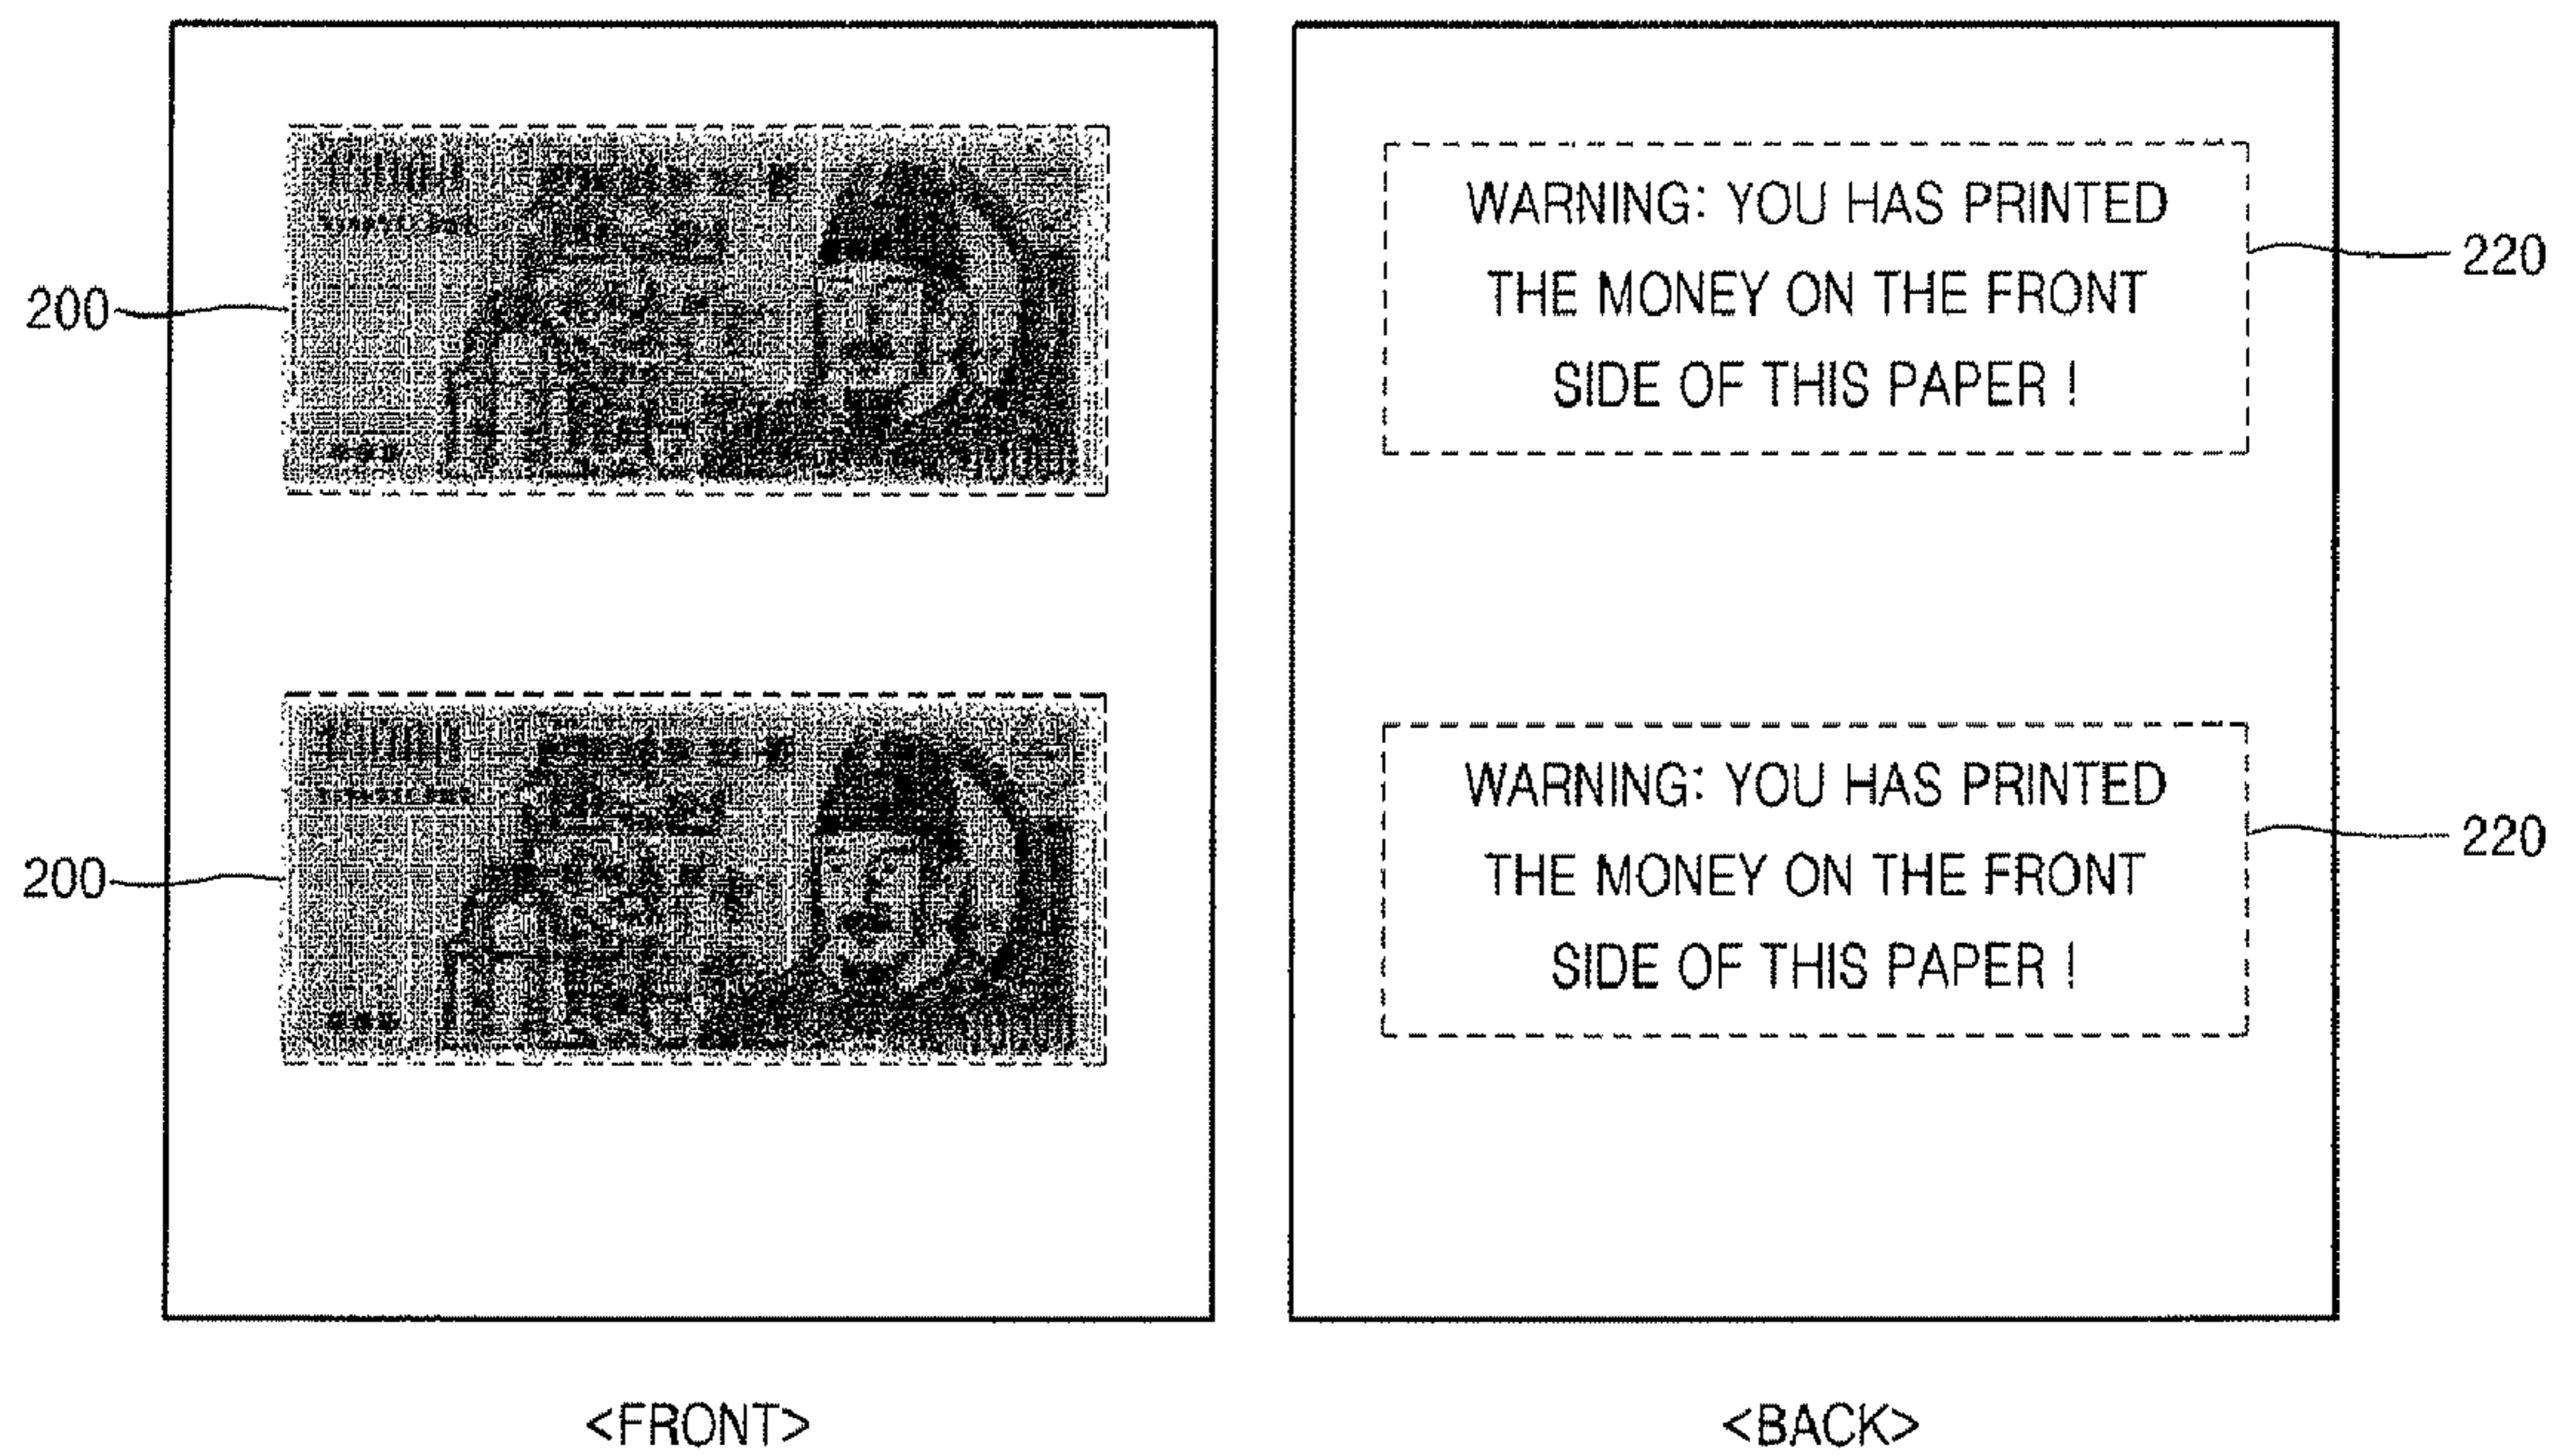 200
200
WARNING: YOU HAS PRINTED
THE MONEY ON THE FRONT
SIDE OF THIS PAPER !
220
WARNING: YOU HAS PRINTED
THE MONEY ON THE FRONT
SIDE OF THIS PAPER !
220
<FRONT>
<BACK>